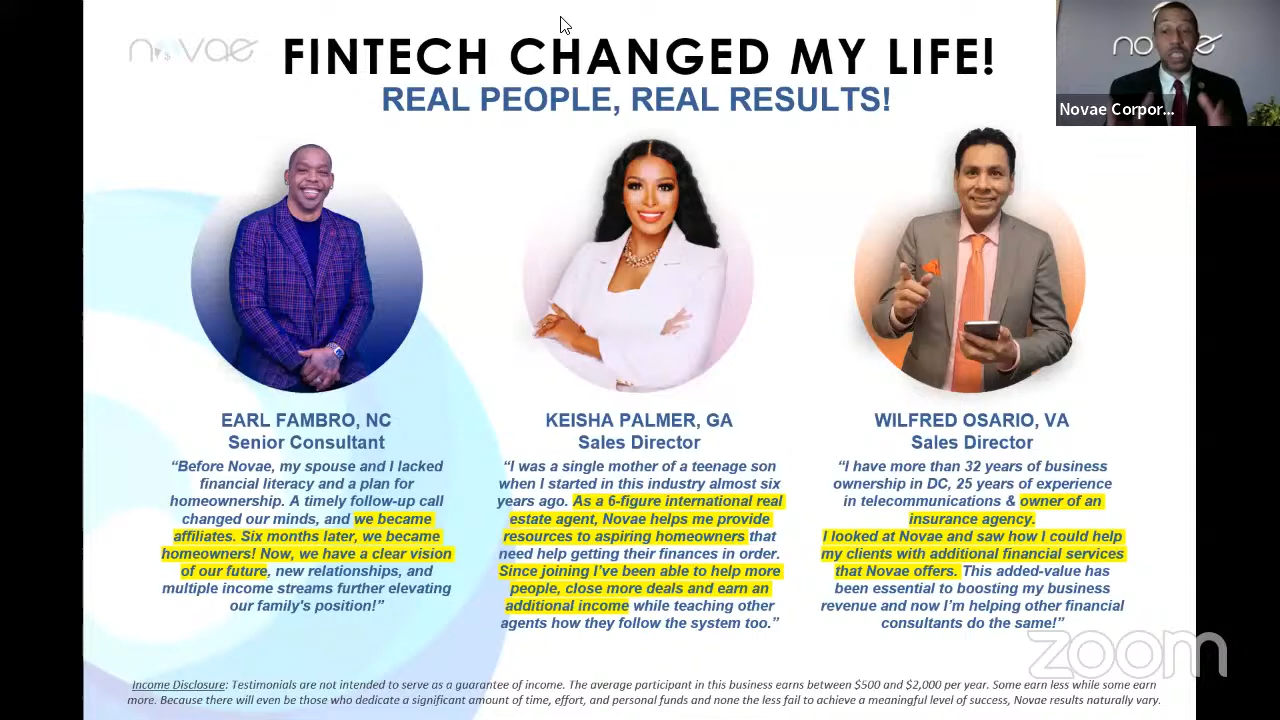 novae
FINTECH CHANGED MY LIFE!
REAL PEOPLE, REAL RESULTS!
novae
Novae Corpor...
EARL FAMBRO, NC
Senior Consultant
“Before Novae, my spouse and I lacked
financial literacy and a plan for
homeownership. A timely follow-up call
changed our minds, and we became
affiliates. Six months later, we became
homeowners! Now, we have a clear vision
of our future, new relationships, and
multiple income streams further elevating
our family's position!”
KEISHA PALMER, GA
Sales Director
“I was a single mother of a teenage son
when I started in this industry almost six
years ago. As a 6-figure international real
estate agent, Novae helps me provide
resources to aspiring homeowners that
need help getting their finances in order.
Since joining I’ve been able to help more
people, close more deals and earn an
additional income while teaching other
agents how they follow the system too.”
WILFRED OSARIO, VA
Sales Director
“I have more than 32 years of business
ownership in DC, 25 years of experience
in telecommunications & owner of an
insurance agency.
I looked at Novae and saw how I could help
my clients with additional financial services
that Novae offers. This added-value has
been essential to boosting my business
revenue and now I’m helping other financial
consultants do the same!”
zoom
Income Disclosure: Testimonials are not intended to serve as a guarantee of income. The average participant in this business earns between $500 and $2,000 per year. Some earn less while some earn
more. Because there will even be those who dedicate a significant amount of time, effort, and personal funds and none the less fail to achieve a meaningful level of success, Novae results naturally vary.